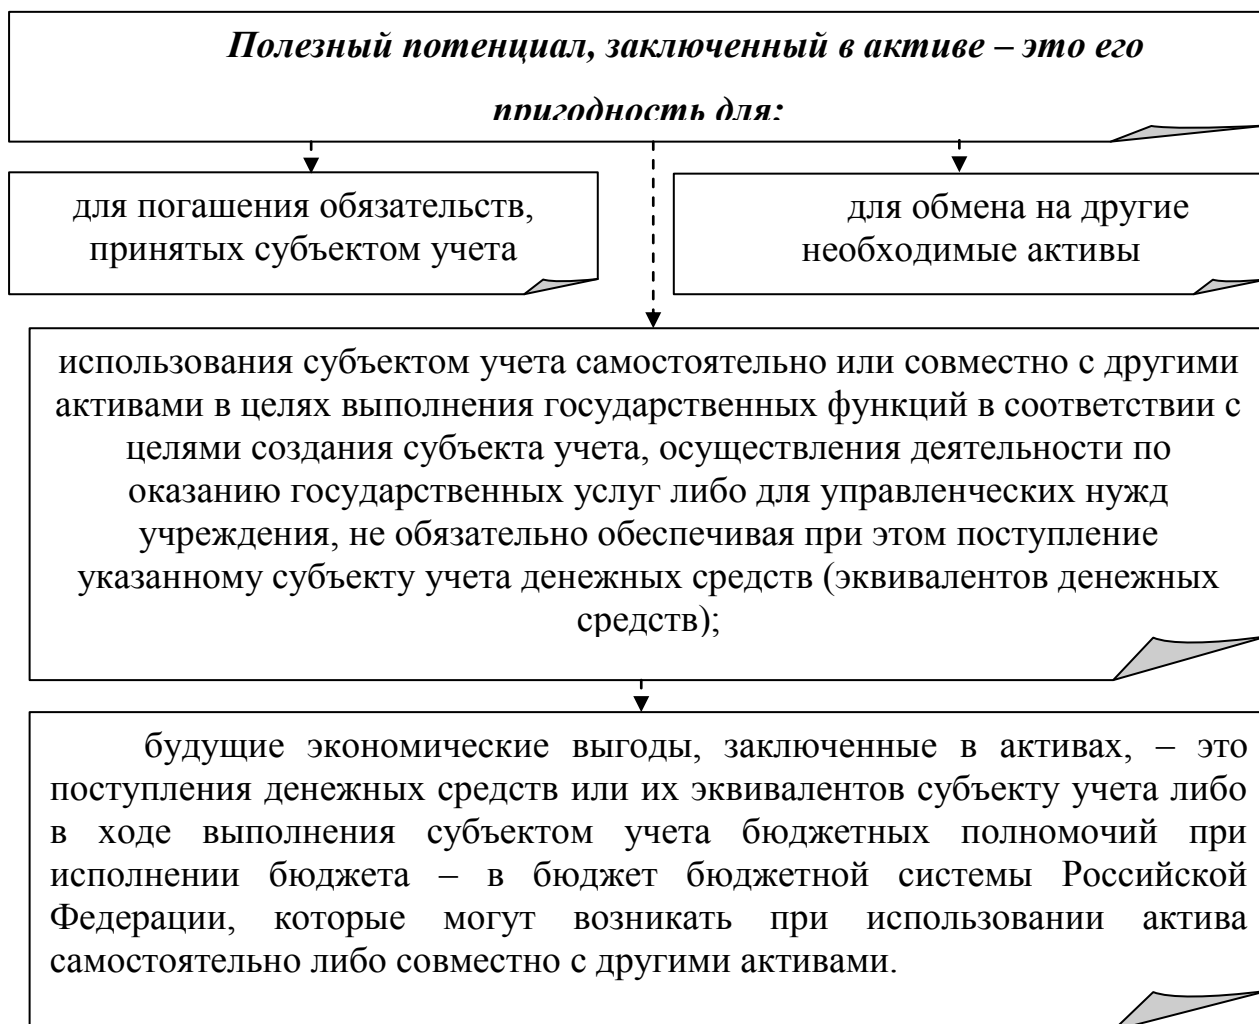 Полезный потенциал, заключенный в активе – это его
пригодность для:
для погашения обязательств,
принятых субъектом учета
для обмена на другие
необходимые активы
использования субъектом учета самостоятельно или совместно с другими
активами в целях выполнения государственных функций в соответствии с
целями создания субъекта учета, осуществления деятельности по
оказанию государственных услуг либо для управленческих нужд
учреждения, не обязательно обеспечивая при этом поступление
указанному субъекту учета денежных средств (эквивалентов денежных
средств);
будущие экономические выгоды, заключенные в активах, – это
поступления денежных средств или их эквивалентов субъекту учета либо
в ходе выполнения субъектом учета бюджетных полномочий при
исполнении бюджета – в бюджет бюджетной системы Российской
Федерации, которые могут возникать при использовании актива
самостоятельно либо совместно с другими активами.